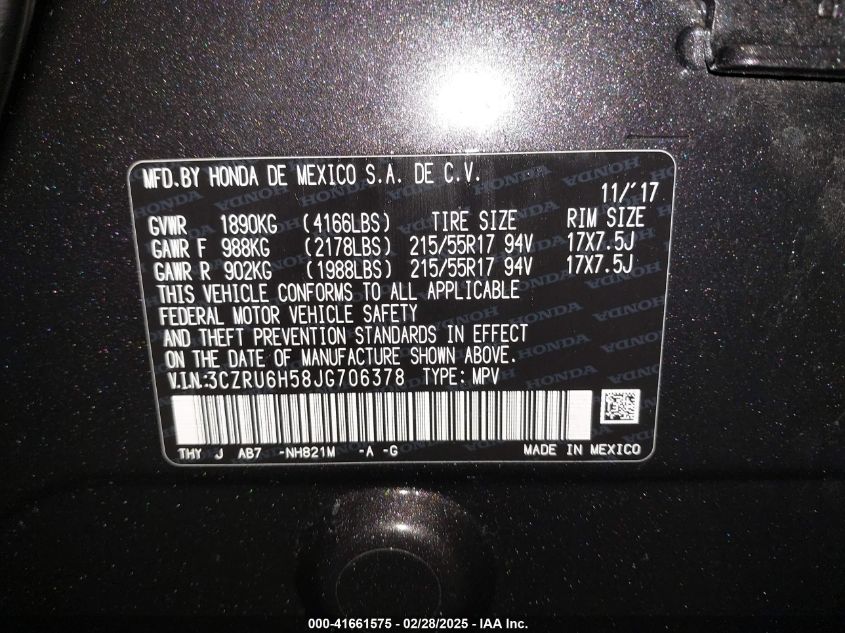 MFD.BY HONDA DE MEXICO S.A. DE C.V.
11/'17
GVWR 1890KG (4166LBS) TIRE SIZE RIM SIZE
GAWR F 988KG (2178LBS) 215/55R17 94V 17X7.5J
GAWR R 902KG (1988LBS) 215/55R17 94V 17X7.5J
THIS VEHICLE CONFORMS TO ALL APPLICABLE
FEDERAL MOTOR VEHICLE SAFETY
AND THEFT PREVENTION STANDARDS IN EFFECT
ON THE DATE OF MANUFACTURE SHOWN ABOVE.
V.I.N:3CZRU6H58JG706378 TYPE: MPV
THY J AB7 -NH821M -A -G MADE IN MEXICO
000-41661575 - 02/28/2025 - IAA Inc.